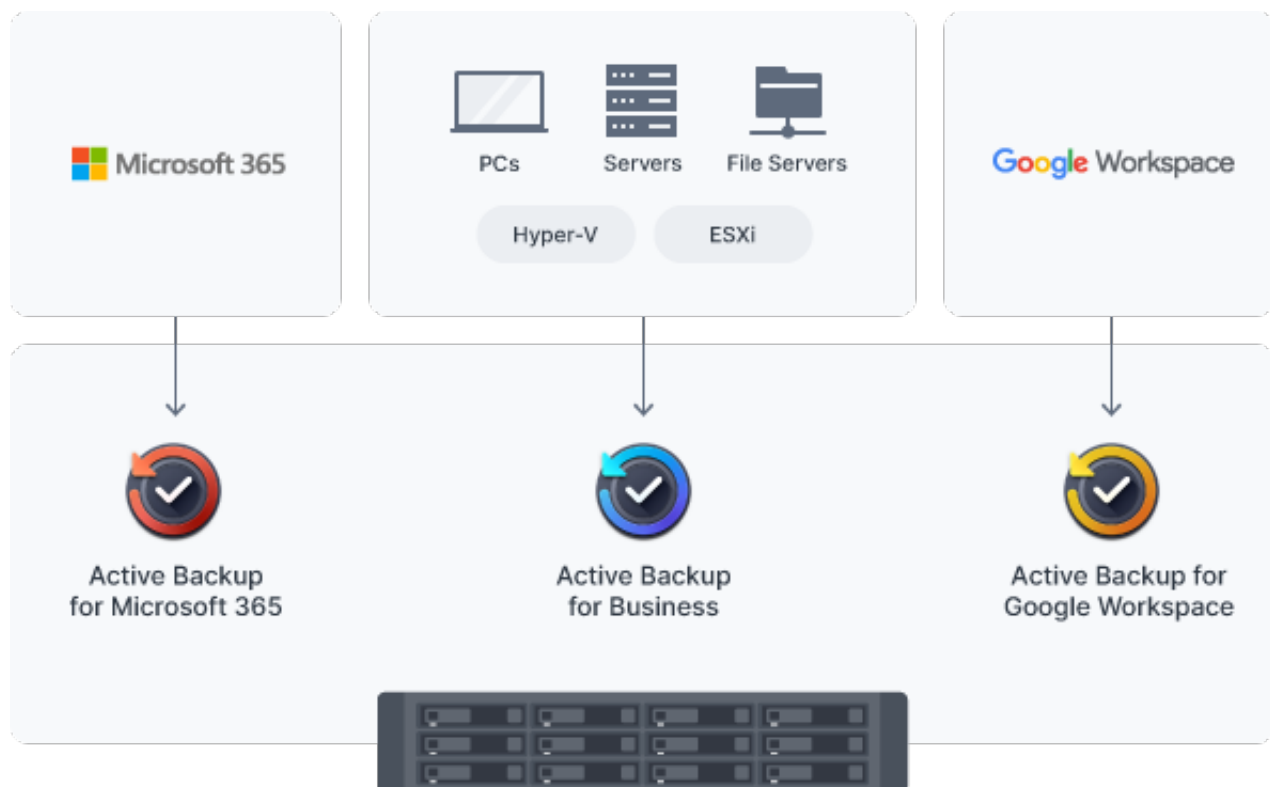 Microsoft 365
PCs
Servers
File Servers
Hyper-V
ESXi
Google Workspace
Active Backup
for Microsoft 365
Active Backup
for Business
Active Backup for
Google Workspace